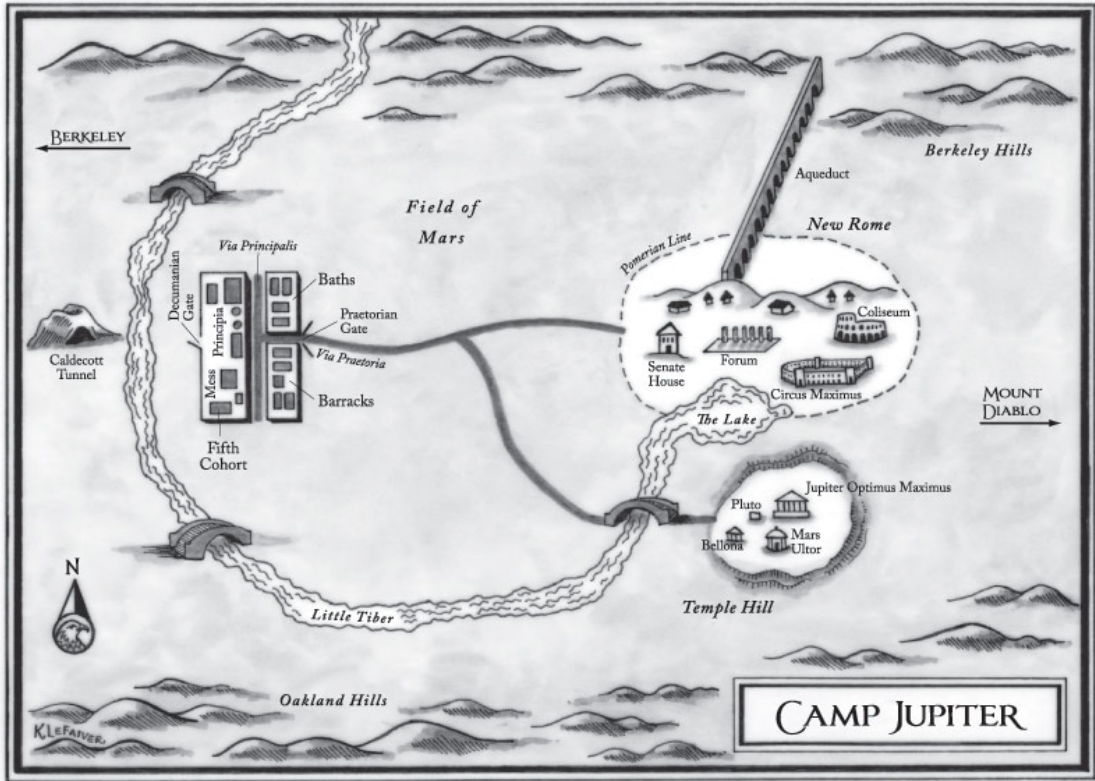 BERKELEY
Berkeley Hills
Aqueduct
Field of
Mars
New Rome
Pomerian Line
Via Principalis
Decumanian
Gate
Baths
Principia
Praetorian
Gate
Coliseum
Caldecott
Tunnel
Via Praetoria
Senate
House
Forum
Mess
Circus Maximus
MOUNT
DIABLO
Barracks
The Lake
Fifth
Cohort
Jupiter Optimus Maximus
Pluto
Bellona
Mars
Ultor
N
Little Tiber
Temple Hill
Oakland Hills
K.LEFAIVER
CAMP JUPITER